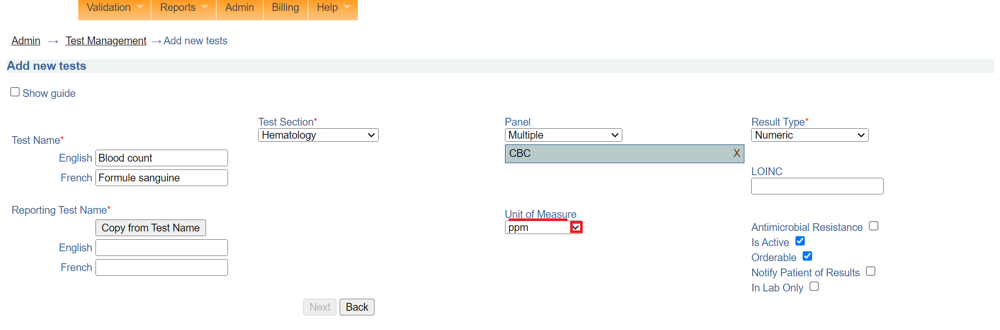 Validation Reports Admin Billing Help
Admin → Test Management → Add new tests
Add new tests
Show guide
Test Name*
English Blood count
French Formule sanguine
Reporting Test Name*
Copy from Test Name
English
French
Test Section*
Hematology
Panel
Multiple
CBC X
Unit of Measure
ppm
Result Type*
Numeric
LOINC
Antimicrobial Resistance
Is Active
Orderable
Notify Patient of Results
In Lab Only
Next Back